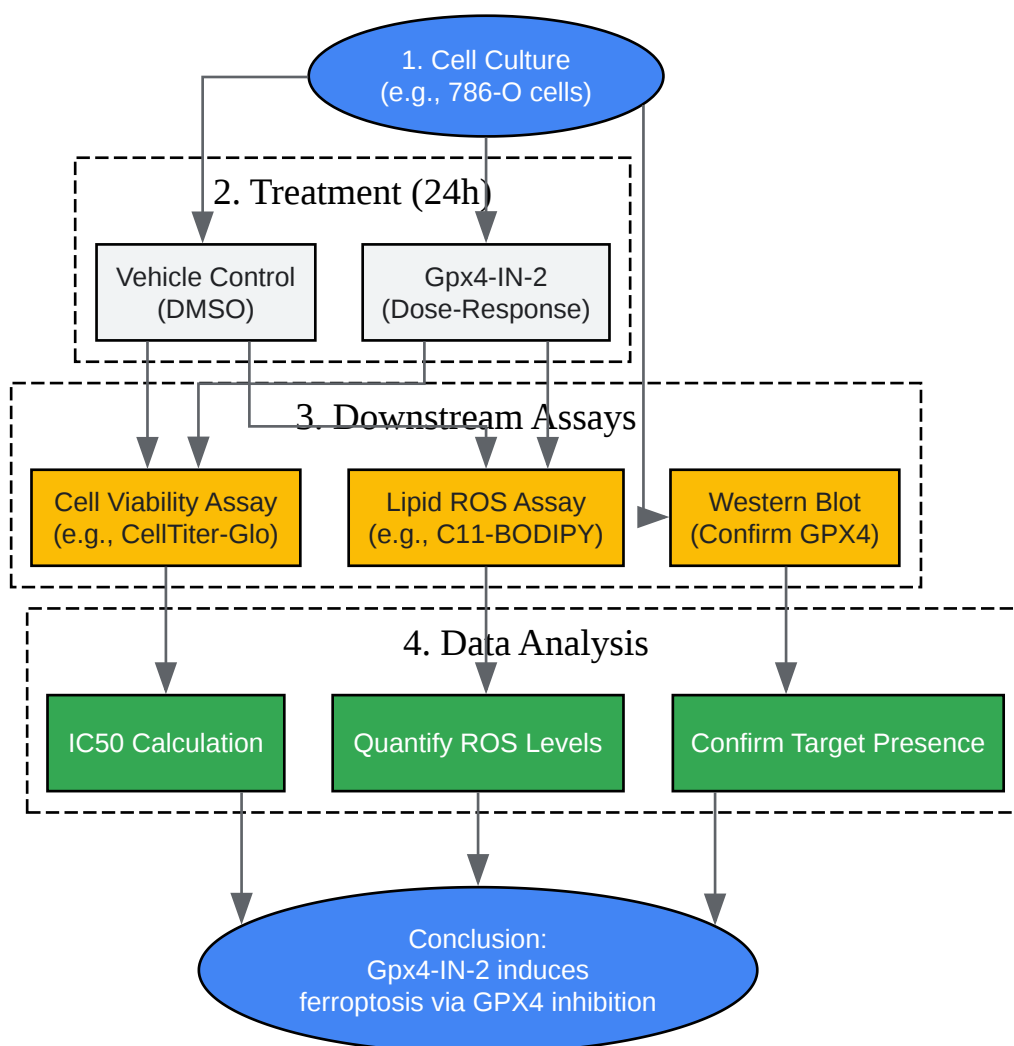 1. Cell Culture
(e.g., 786-O cells)
2. Treatment (24h)
Vehicle Control
(DMSO)
Gpx4-IN-2
(Dose-Response)
3. Downstream Assays
Cell Viability Assay
(e.g., CellTiter-Glo)
Lipid ROS Assay
(e.g., C11-BODIPY)
Western Blot
(Confirm GPX4)
4. Data Analysis
IC50 Calculation
Quantify ROS Levels
Confirm Target Presence
Conclusion:
Gpx4-IN-2 induces
ferroptosis via GPX4 inhibition